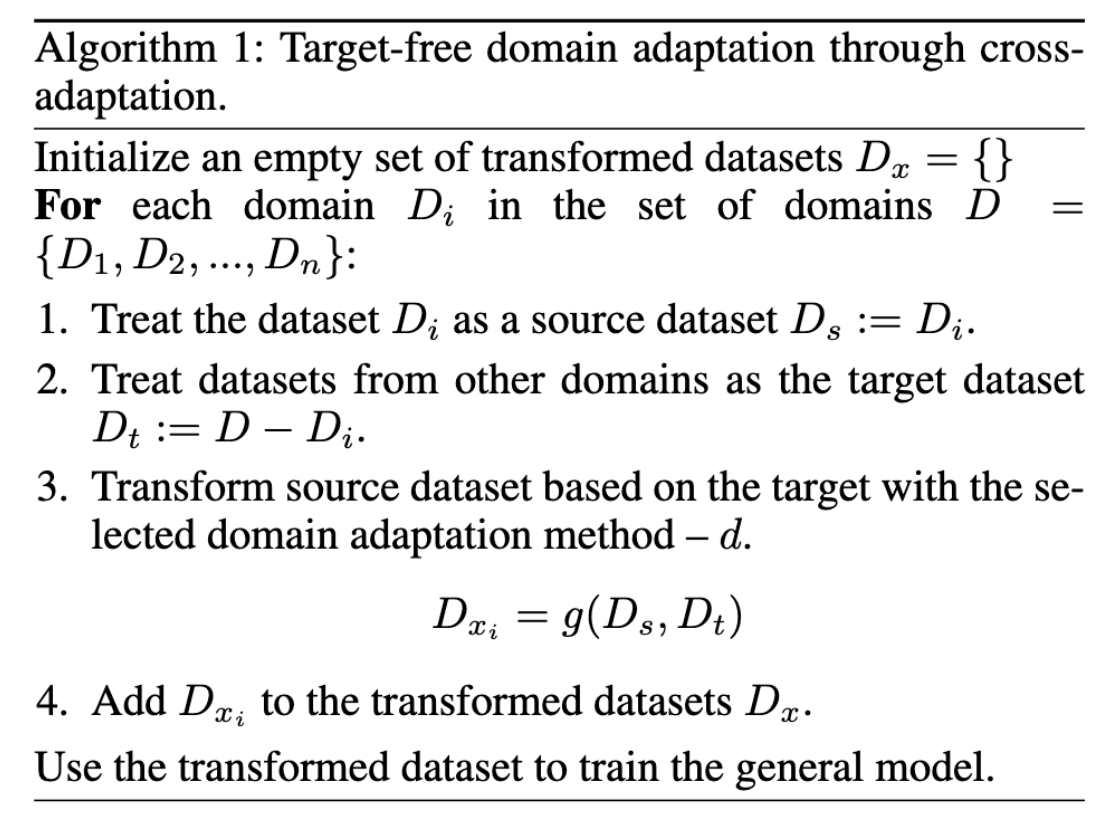 Algorithm 1: Target-free domain adaptation through cross-
adaptation.
Initialize an empty set of transformed datasets $D_x = \{\}$
For each domain $D_i$ in the set of domains $D$ =
$\{D_1, D_2, ..., D_n\}$:
1. Treat the dataset $D_i$ as a source dataset $D_s := D_i$.
2. Treat datasets from other domains as the target dataset
$D_t := D - D_i$.
3. Transform source dataset based on the target with the se-
lected domain adaptation method – $d$.
$D_{x_i} = g(D_s, D_t)$
4. Add $D_{x_i}$ to the transformed datasets $D_x$.
Use the transformed dataset to train the general model.